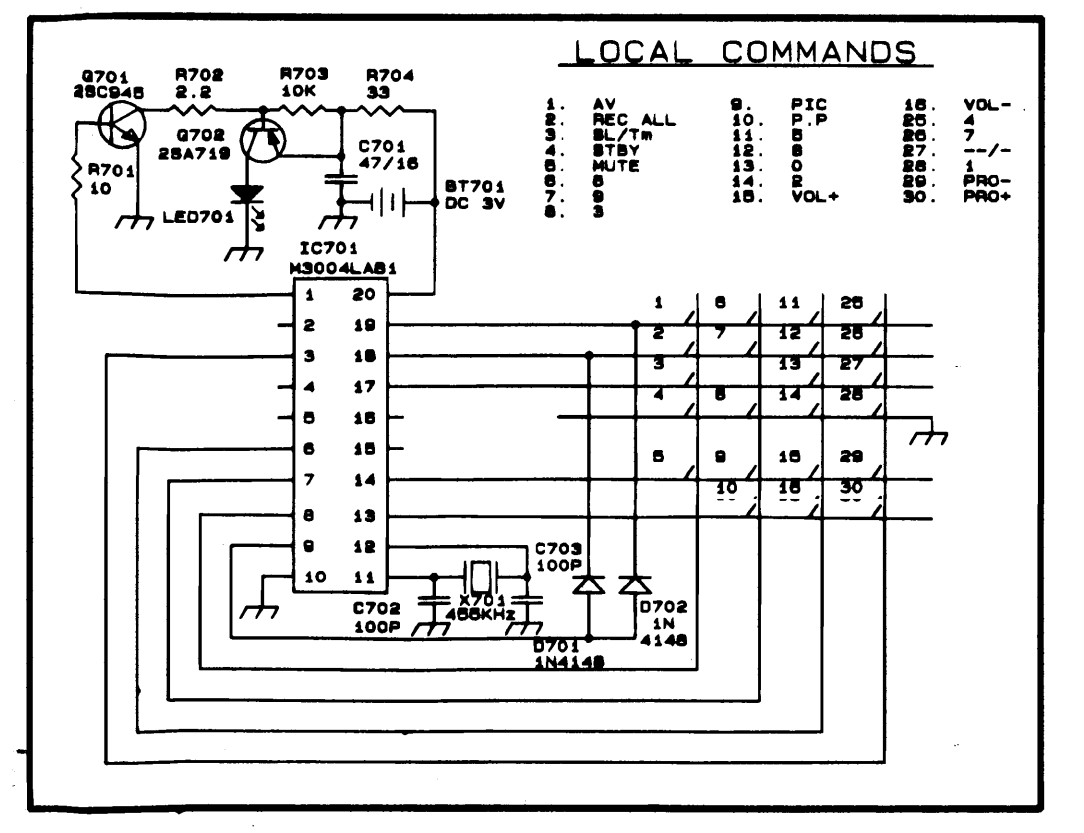 LOCAL COMMANDS
1. AV 9. PIC 16. VOL-
2. REC ALL 10. P.P 25. 4
3. SL/Tm 11. 5 26. 7
4. STBY 12. 8 27. --/-
5. MUTE 13. 0 28. 1
6. 6 14. 2 29. PRO-
7. 9 15. VOL+ 30. PRO+
8. 3
Q701
2SC945
R702
2.2
R703
10K
R704
33
Q702
2SA719
R701
10
C701
47/16
LED701
BT701
DC 3V
IC701
M3004LAB1
1 20
2 19
3 18
4 17
5 16
6 15
7 14
8 13
9 12
10 11
1 6 11 25
2 7 12 26
3 13 27
4 8 14 28
5 9 15 29
10 16 30
C703
100P
C702
100P
X701
455KHz
D702
1N
4148
D701
1N4148